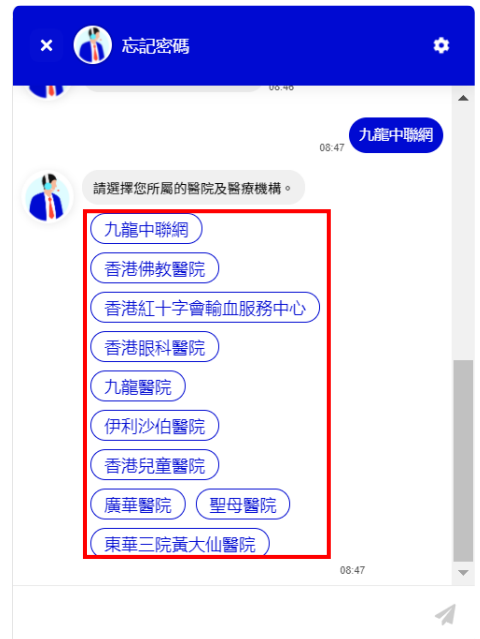 忘記密碼
08:46
九龍中聯網
08:47
請選擇您所屬的醫院及醫療機構。
九龍中聯網
香港佛教醫院
香港紅十字會輸血服務中心
香港眼科醫院
九龍醫院
伊利沙伯醫院
香港兒童醫院
廣華醫院 聖母醫院
東華三院黃大仙醫院
08:47